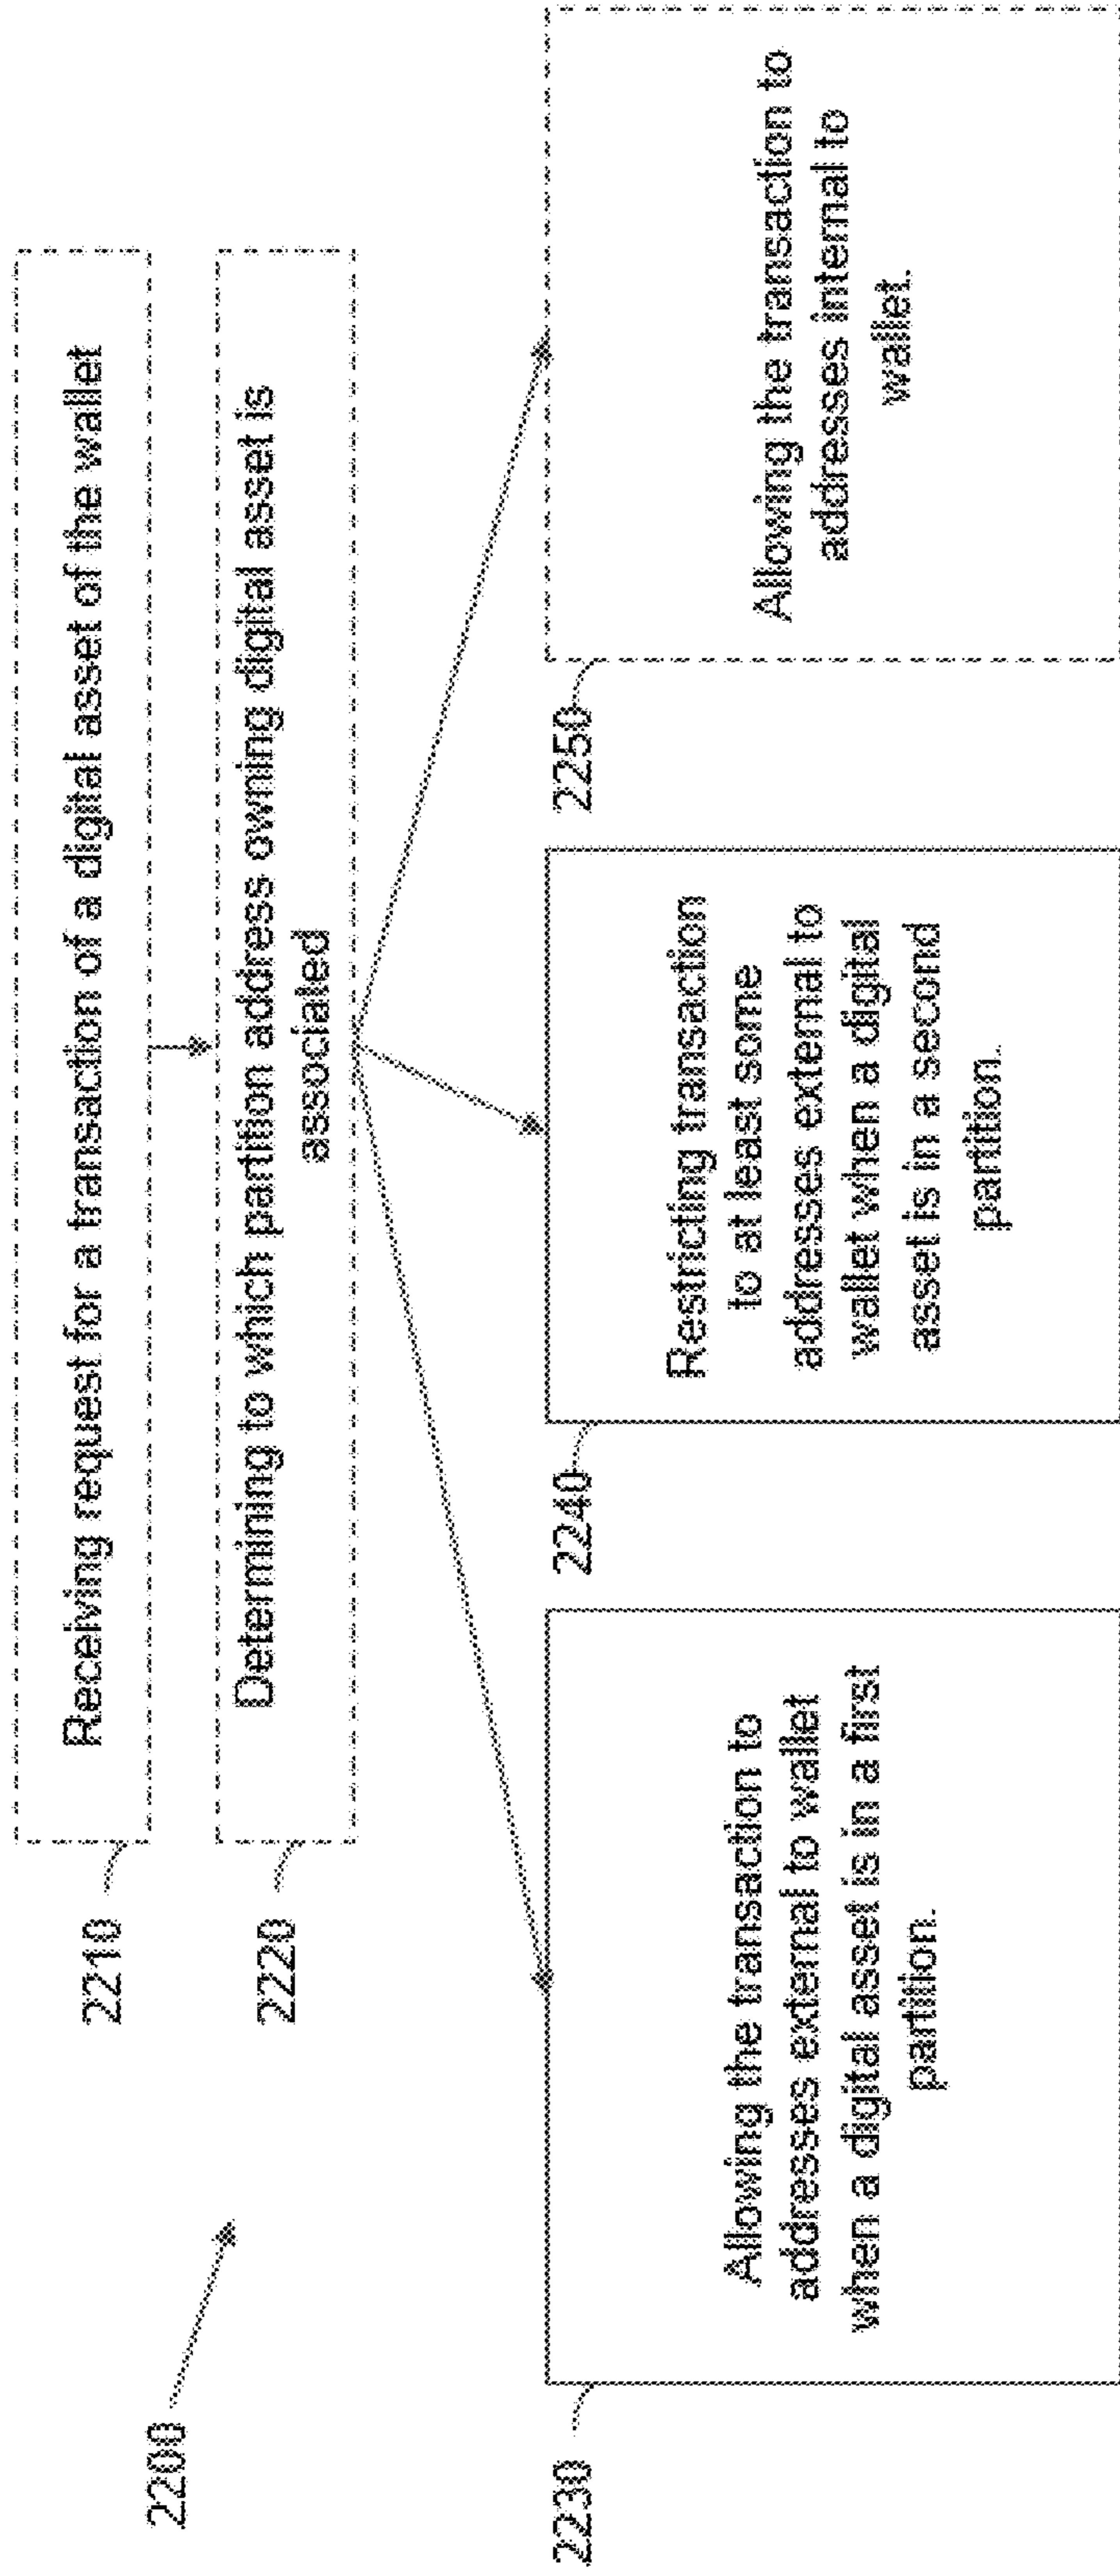 2200
2210
Receiving request for a transaction of a digital asset of the wallet
2220
Determining to which partition address owning digital asset is
associated
2230
Allowing the transaction to
addresses external to wallet
when a digital asset is in a first
partition.
2240
Restricting transaction
to at least some
addresses external to
wallet when a digital
asset is in a second
partition.
2250
Allowing the transaction to
addresses internal to
wallet.